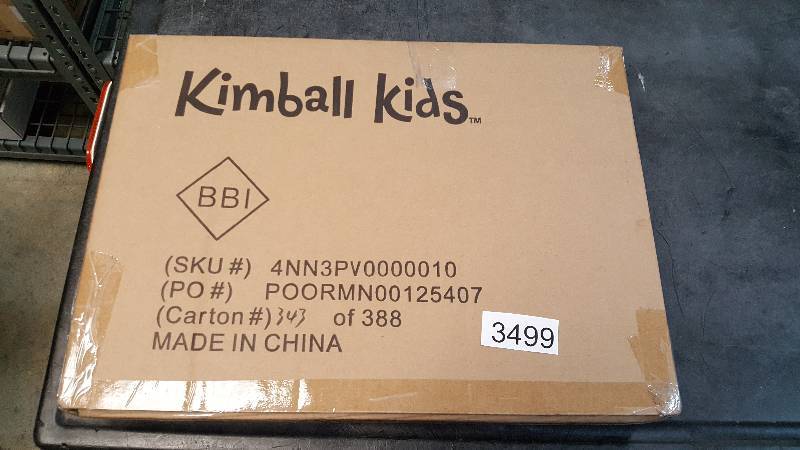 Kimball Kids™
BBI
(SKU #) 4NN3PV0000010
(PO #) POORMN00125407
(Carton#) 343 of 388
MADE IN CHINA
3499